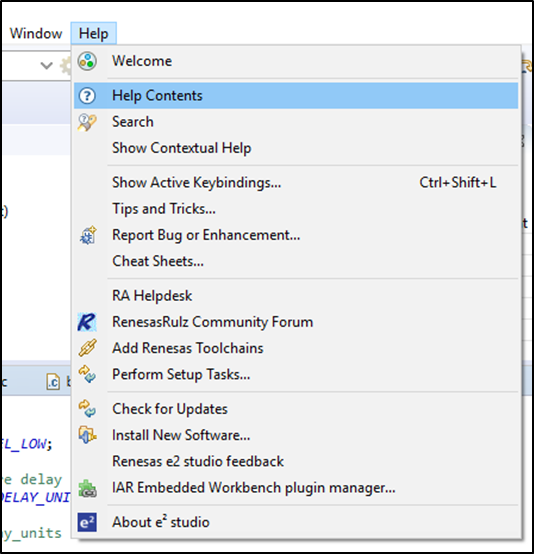 Window Help
Welcome
Help Contents
Search
Show Contextual Help
Show Active Keybindings... Ctrl+Shift+L
:)
Tips and Tricks...
Report Bug or Enhancement...
Cheat Sheets...
RA Helpdesk
RenesasRulz Community Forum
Add Renesas Toolchains
Perform Setup Tasks...
.c
Check for Updates
Install New Software...
L_LOW;
Renesas e2 studio feedback
e delay
IAR Embedded Workbench plugin manager...
DELAY_UNI
About e² studio
y_units